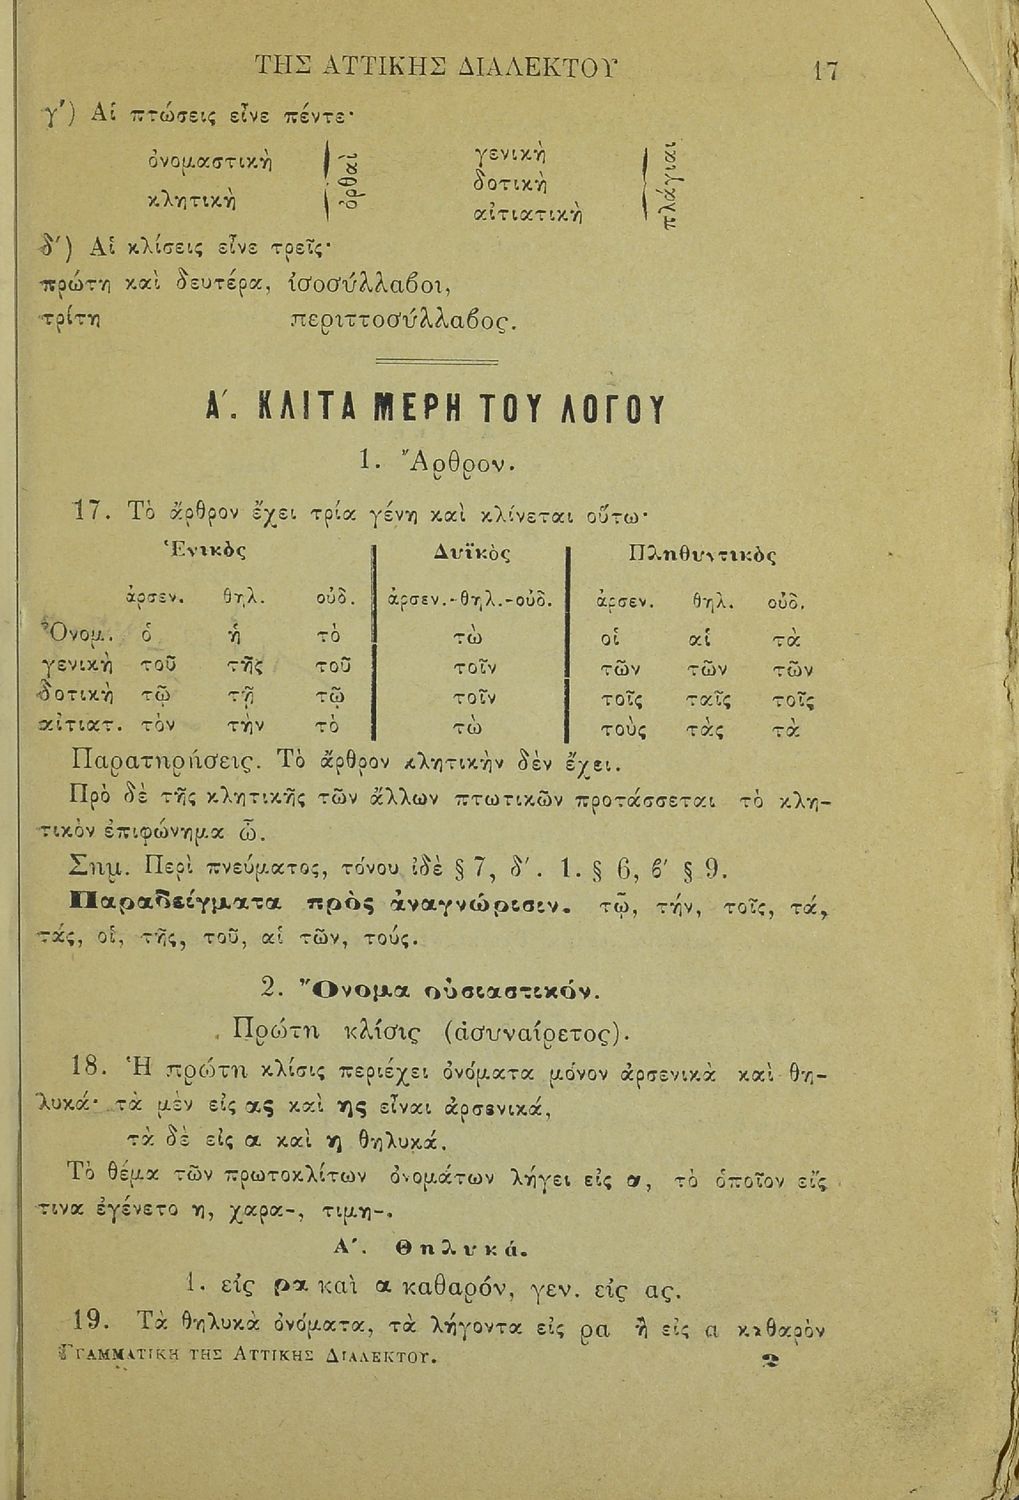 ΤΗΣ ΑΤΤΙΚΗΣ ΔΙΑΛΕΚΤΟΥ 17
γ′) Αἱ πτώσεις εἶνε πέντε·
ὀνομαστικὴ
κλητικὴ
ὀρθαὶ
γενικὴ
δοτικὴ
αἰτιατικὴ
πλάγιαι
δ′) Αἱ κλίσεις εἶνε τρεῖς·
πρώτη καὶ δευτέρα, ἰσοσύλλαβοι,
τρίτη περιττοσύλλαβος.
Α΄. ΚΛΙΤΑ ΜΕΡΗ ΤΟΥ ΛΟΓΟΥ
1. Ἄρθρον.
17. Τὸ ἄρθρον ἔχει τρία γένη καὶ κλίνεται οὕτω·
Ἑνικὸς Δυϊκὸς Πληθυντικὸς
ἀρσεν. θηλ. οὐδ. ἀρσεν.-θηλ.-οὐδ. ἀρσεν. θηλ. οὐδ.
Ὀνομ. ὁ ἡ τὸ τὼ οἱ αἱ τὰ
γενικὴ τοῦ τῆς τοῦ τοῖν τῶν τῶν τῶν
δοτικὴ τῷ τῇ τῷ τοῖν τοῖς ταῖς τοῖς
αἰτιατ. τὸν τὴν τὸ τὼ τοὺς τὰς τὰ
Παρατηρήσεις. Τὸ ἄρθρον κλητικὴν δὲν ἔχει.
Πρὸ δὲ τῆς κλητικῆς τῶν ἄλλων πτωτικῶν προτάσσεται τὸ κλη-
τικὸν ἐπιφώνημα ὦ.
Σημ. Περὶ πνεύματος, τόνου ἰδὲ § 7, δ′. 1. § 6, β′ § 9.
Παραδείγματα πρὸς ἀναγνώρισιν. τῷ, τήν, τοῖς, τά,
τάς, οἱ, τῆς, τοῦ, αἱ τῶν, τούς.
2. Ὄνομα οὐσιαστικόν.
Πρώτη κλίσις (ἀσυναίρετος).
18. Ἡ πρώτη κλίσις περιέχει ὀνόματα μόνον ἀρσενικὰ καὶ θη-
λυκά· τὰ μὲν εἰς ας καὶ ης εἶναι ἀρσενικά,
τὰ δὲ εἰς α καὶ η θηλυκά.
Τὸ θέμα τῶν πρωτοκλίτων ὀνομάτων λήγει εἰς α, τὸ ὁποῖον εἴς
τινα ἐγένετο η, χαρα-, τιμη-.
Α΄. Θηλυκά.
1. εἰς ρα καὶ α καθαρόν, γεν. εἰς ας.
19. Τὰ θηλυκὰ ὀνόματα, τὰ λήγοντα εἰς ρα ἢ εἰς α καθαρὸν
ΓΡΑΜΜΑΤΙΚΗ ΤΗΣ ΑΤΤΙΚΗΣ ΔΙΑΛΕΚΤΟΥ. 2